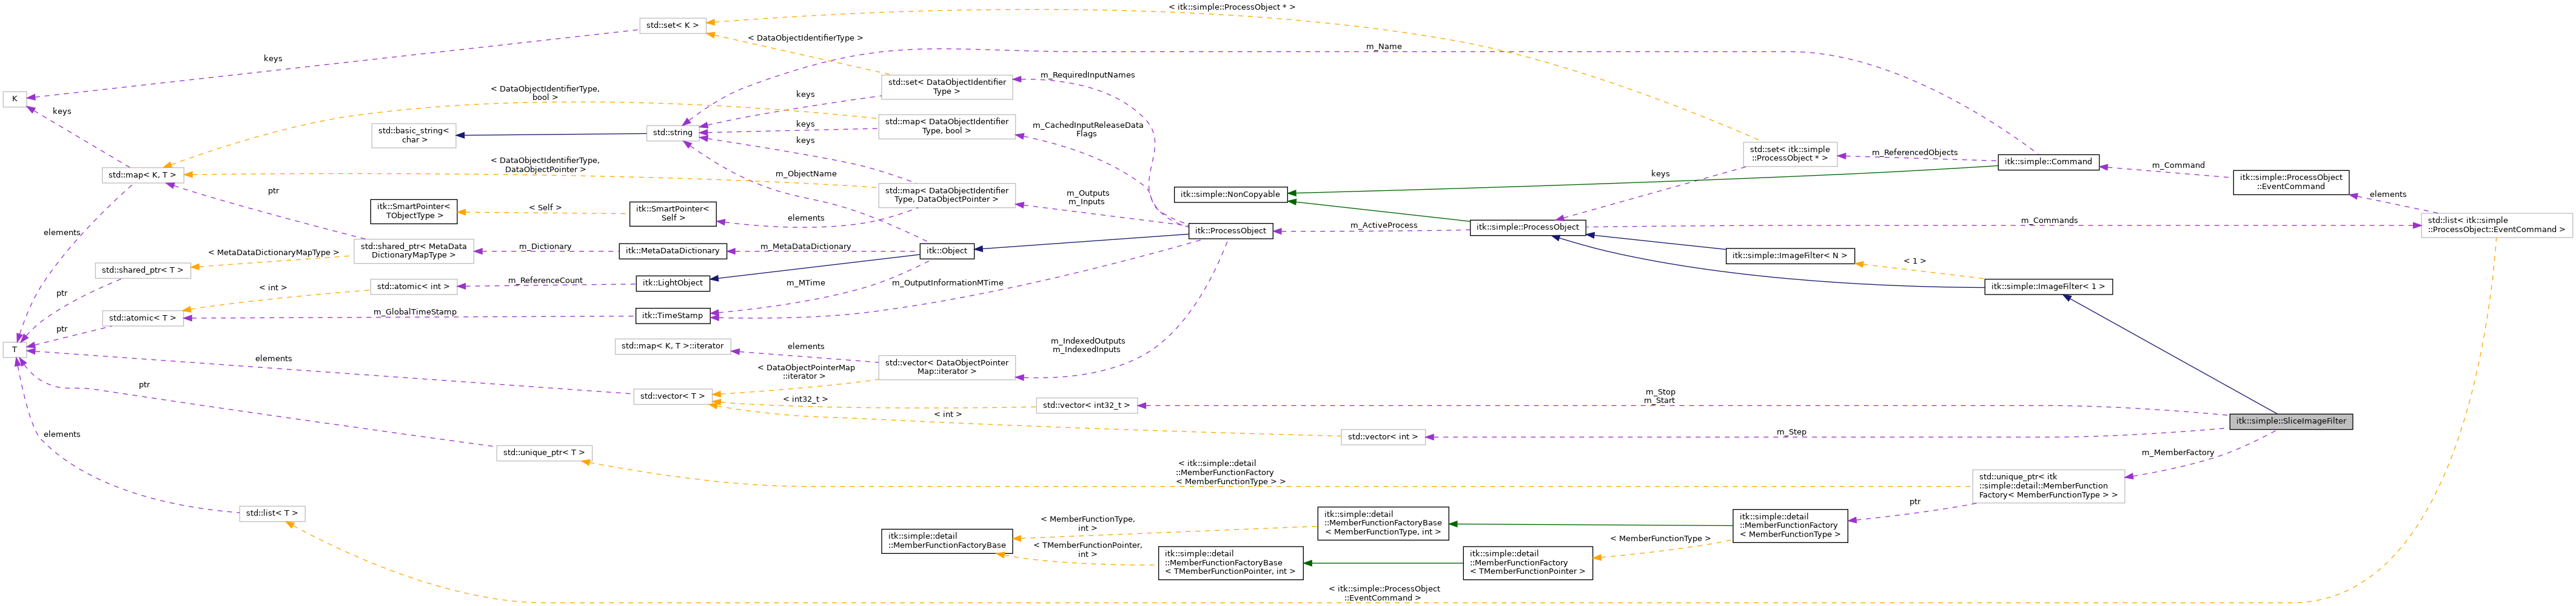 < itk::simple::ProcessObject * >
std::set< K >
< DataObjectIdentifierType >
m_Name
keys
m_RequiredInputNames
std::set< DataObjectIdentifier
Type >
K
keys
< DataObjectIdentifierType,
bool >
keys
std::map< DataObjectIdentifier
Type, bool >
keys
m_CachedInputReleaseData
Flags
std::basic_string<
char >
std::string
keys
std::set< itk::simple
::ProcessObject * >
m_ReferencedObjects
itk::simple::Command
m_Command
itk::simple::ProcessObject
::EventCommand
std::map< K, T >
< DataObjectIdentifierType,
DataObjectPointer >
m_ObjectName
keys
ptr
std::map< DataObjectIdentifier
Type, DataObjectPointer >
m_Outputs
m_Inputs
itk::simple::NonCopyable
elements
itk::SmartPointer<
TObjectType >
< Self >
itk::SmartPointer<
Self >
elements
itk::ProcessObject
m_ActiveProcess
itk::simple::ProcessObject
m_Commands
std::list< itk::simple
::ProcessObject::EventCommand >
elements
std::shared_ptr< MetaData
DictionaryMapType >
m_Dictionary
itk::MetaDataDictionary
m_MetaDataDictionary
itk::Object
itk::simple::ImageFilter< N >
< 1 >
< MetaDataDictionaryMapType >
std::shared_ptr< T >
ptr
< int >
std::atomic< int >
m_ReferenceCount
itk::LightObject
m_MTime
m_OutputInformationMTime
itk::simple::ImageFilter< 1 >
std::atomic< T >
m_GlobalTimeStamp
itk::TimeStamp
ptr
T
std::map< K, T >::iterator
elements
std::vector< DataObjectPointer
Map::iterator >
m_IndexedOutputs
m_IndexedInputs
elements
< DataObjectPointerMap
::iterator >
ptr
std::vector< T >
< int32_t >
std::vector< int32_t >
m_Stop
m_Start
< int >
std::vector< int >
m_Step
itk::simple::SliceImageFilter
elements
std::unique_ptr< T >
< itk::simple::detail
::MemberFunctionFactory
< MemberFunctionType > >
m_MemberFactory
std::unique_ptr< itk
::simple::detail::MemberFunction
Factory< MemberFunctionType > >
ptr
std::list< T >
itk::simple::detail
::MemberFunctionFactoryBase
< MemberFunctionType,
int >
itk::simple::detail
::MemberFunctionFactoryBase
< MemberFunctionType, int >
itk::simple::detail
::MemberFunctionFactory
< MemberFunctionType >
< TMemberFunctionPointer,
int >
itk::simple::detail
::MemberFunctionFactoryBase
< TMemberFunctionPointer, int >
itk::simple::detail
::MemberFunctionFactory
< TMemberFunctionPointer >
< MemberFunctionType >
< itk::simple::ProcessObject
::EventCommand >